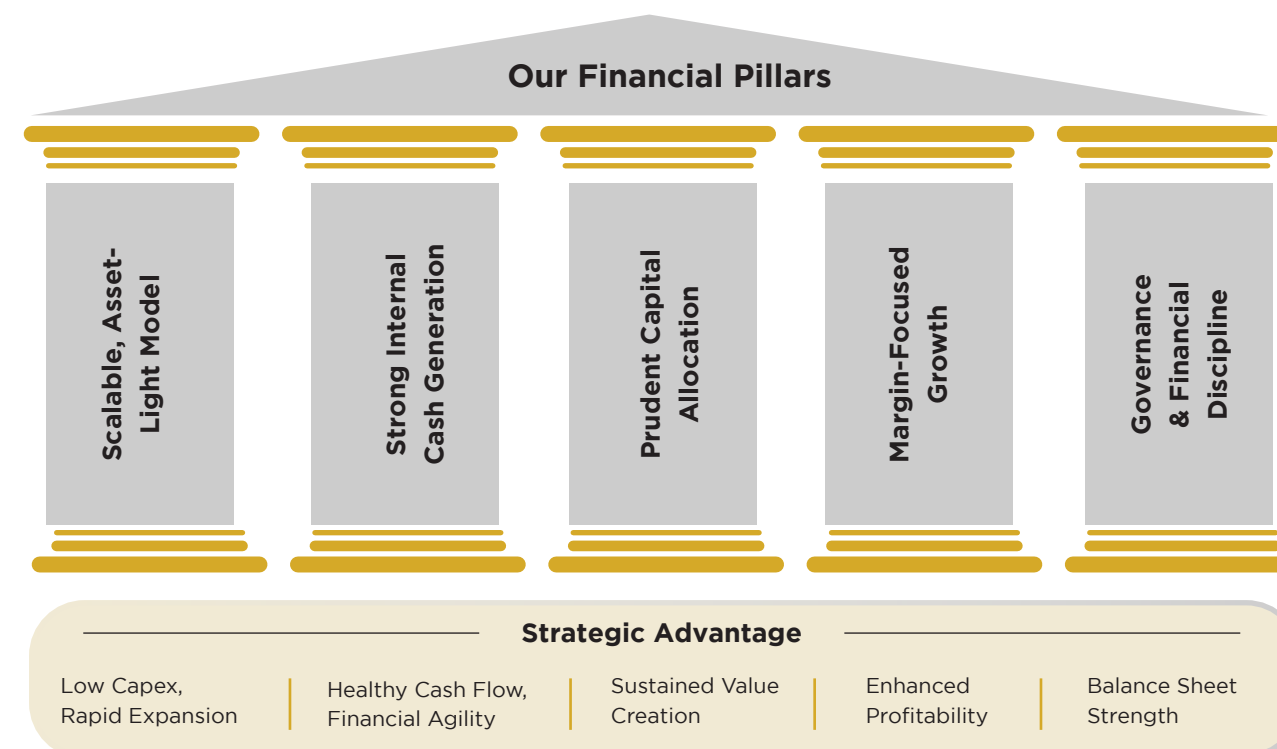 Our Financial Pillars
Scalable, Asset-
Light Model
Strong Internal
Cash Generation
Prudent Capital
Allocation
Margin-Focused
Growth
Governance
& Financial
Discipline
Strategic Advantage
Low Capex,
Rapid Expansion
Healthy Cash Flow,
Financial Agility
Sustained Value
Creation
Enhanced
Profitability
Balance Sheet
Strength